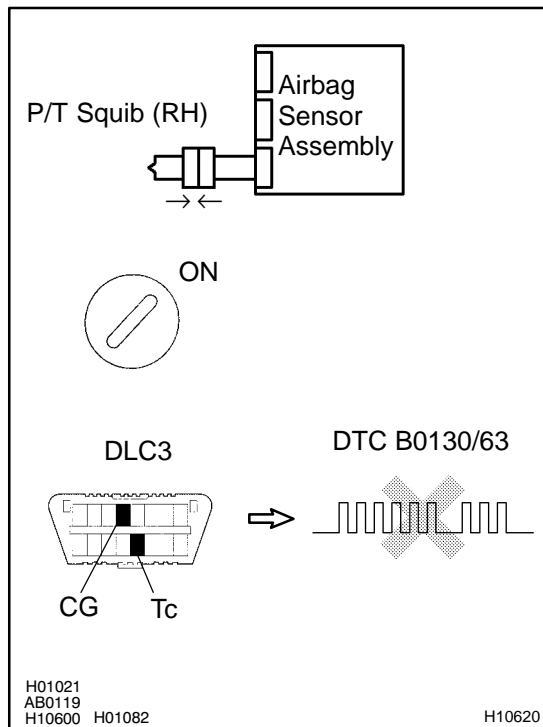 P/T Squib (RH)
Airbag
Sensor
Assembly
ON
DLC3
DTC B0130/63
CG
Tc
H01021
AB0119
H10600 H01082
H10620